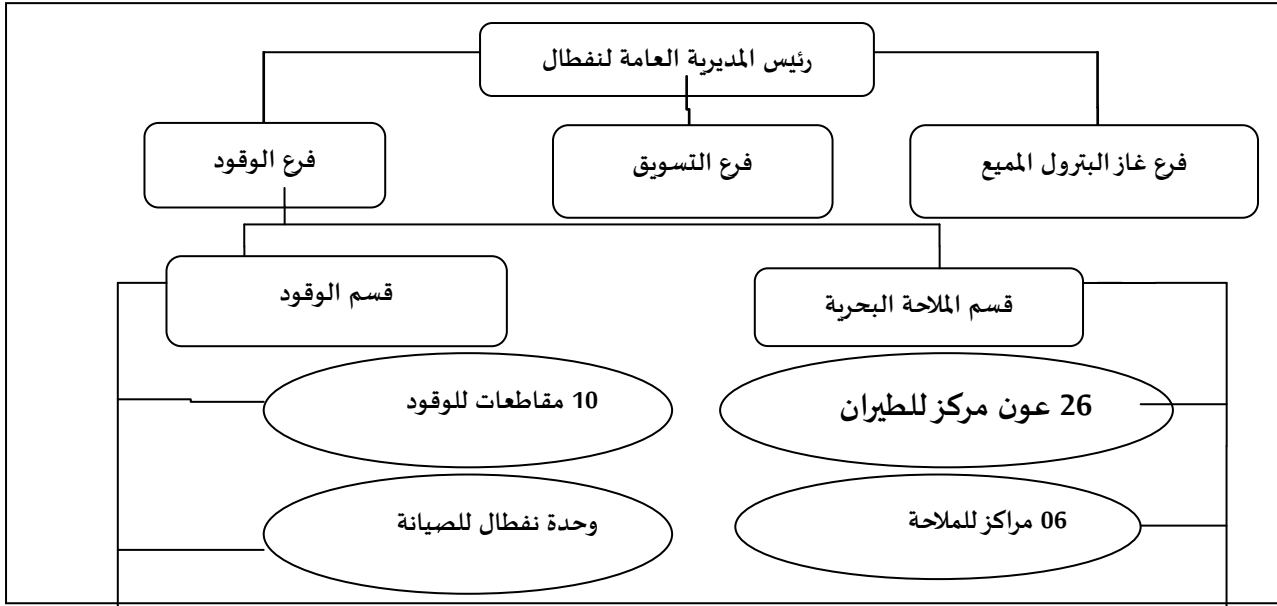 رئيس المديرية العامة لنفطال
فرع غاز البترول المميع
فرع التسويق
فرع الوقود
قسم الملاحة البحرية
قسم الوقود
26 عون مركز للطيران
10 مقاطعات للوقود
06 مراكز للملاحة
وحدة نفطال للصيانة